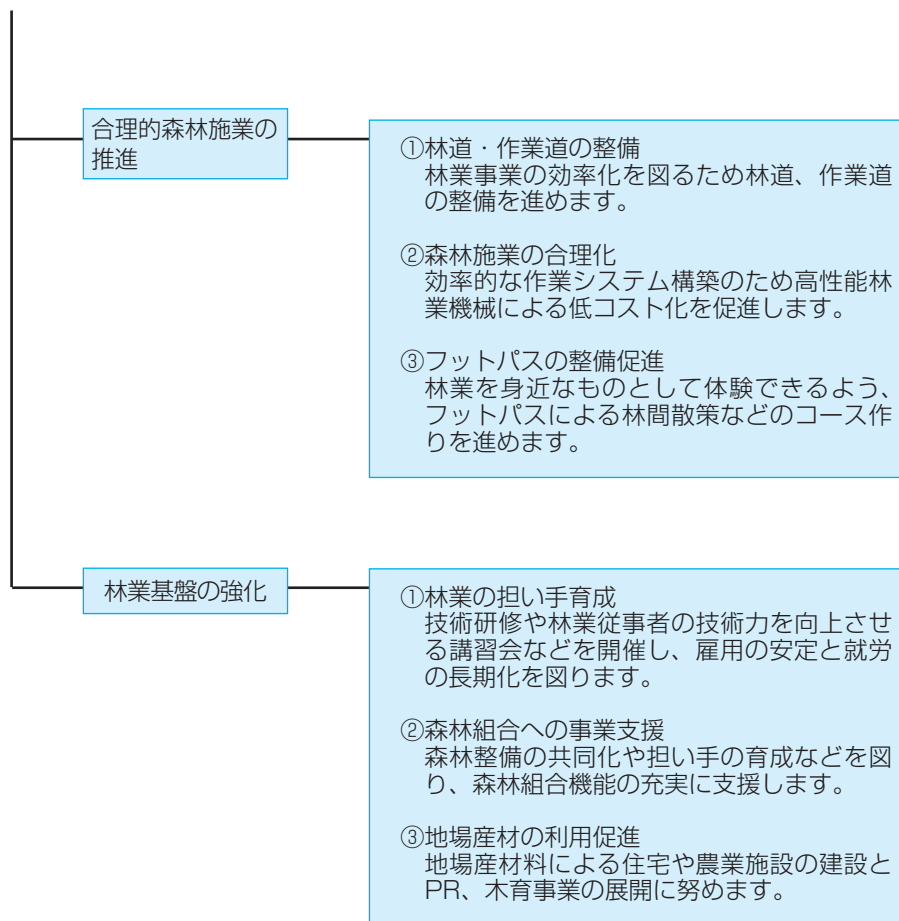 合理的森林施業の
推進
①林道・作業道の整備
林業事業の効率化を図るため林道、作業道
の整備を進めます。
②森林施業の合理化
効率的な作業システム構築のため高性能林
業機械による低コスト化を促進します。
③フットパスの整備促進
林業を身近なものとして体験できるよう、
フットパスによる林間散策などのコース作
りを進めます。
林業基盤の強化
①林業の担い手育成
技術研修や林業従事者の技術力を向上させ
る講習会などを開催し、雇用の安定と就労
の長期化を図ります。
②森林組合への事業支援
森林整備の共同化や担い手の育成などを図
り、森林組合機能の充実に支援します。
③地場産材の利用促進
地場産材料による住宅や農業施設の建設と
PR、木育事業の展開に努めます。